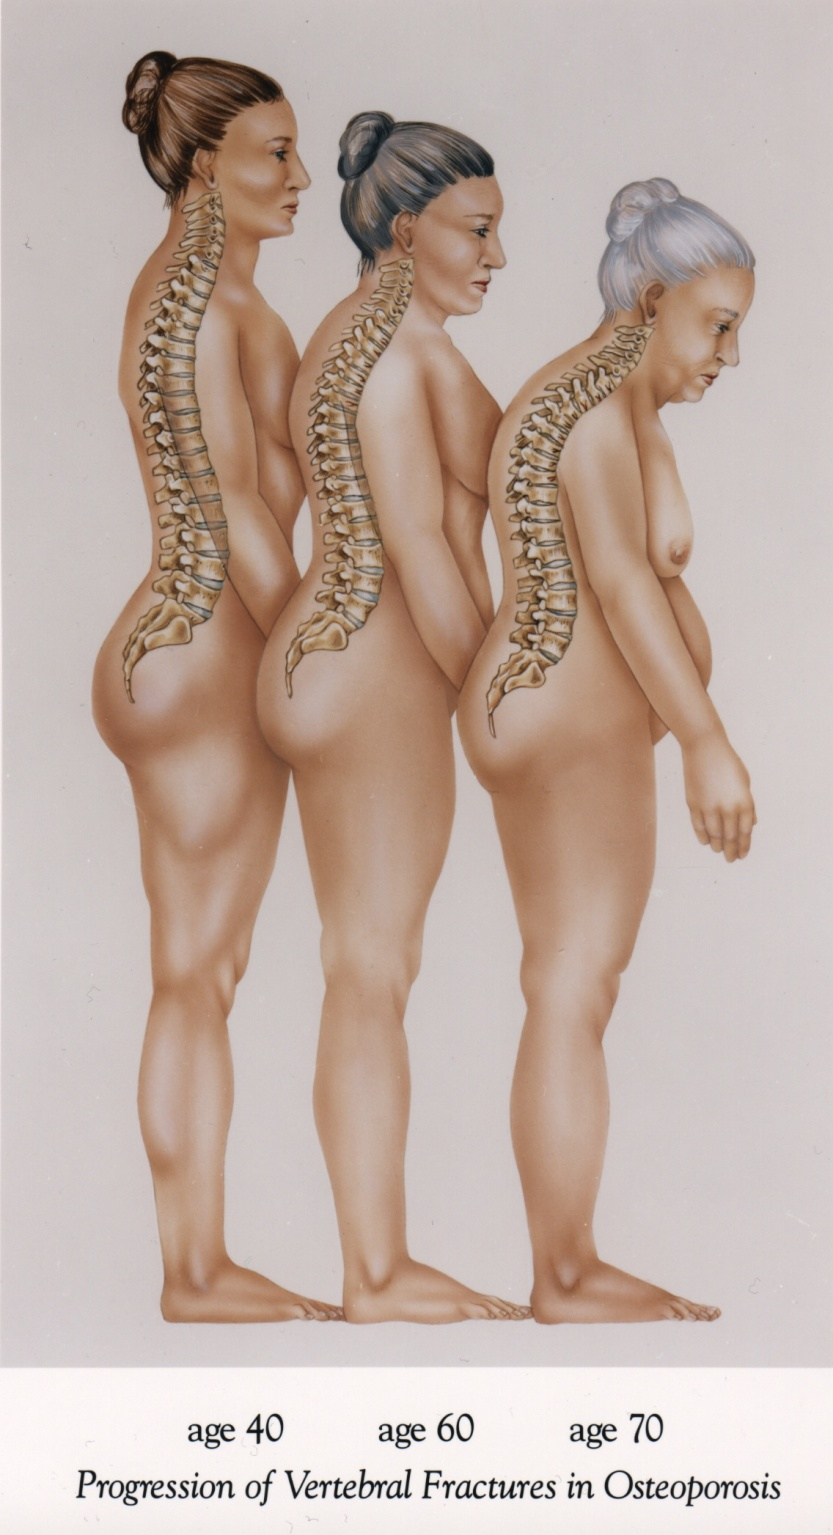 age 40 age 60 age 70
Progression of Vertebral Fractures in Osteoporosis